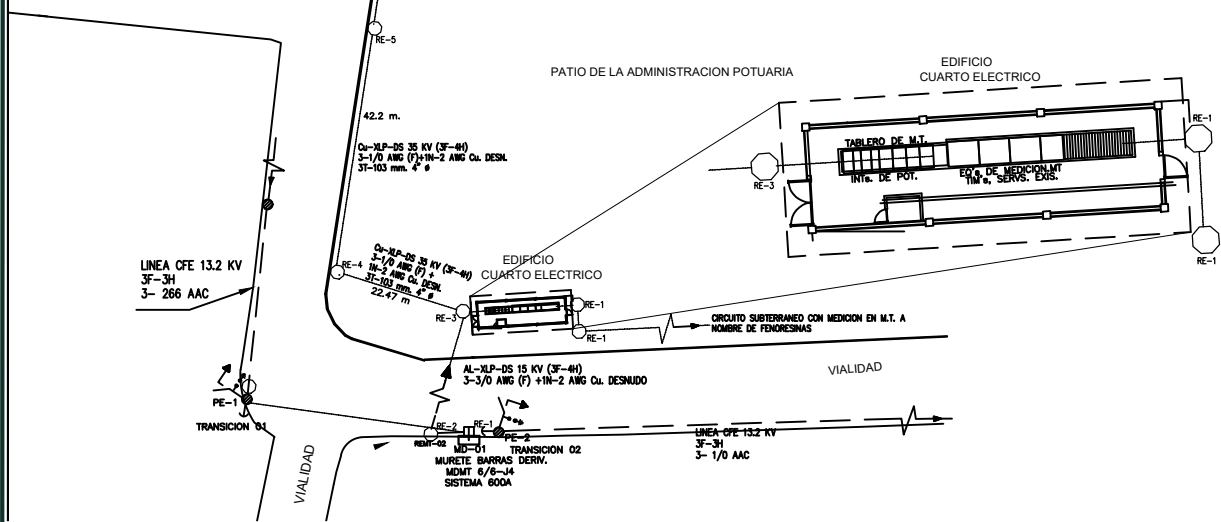 RE-5
PATIO DE LA ADMINISTRACION POTUARIA
EDIFICIO
CUARTO ELECTRICO
42.2 m.
Cu-XLP-DS 35 KV (3F-4H)
3-1/0 AWG (F)+1N-2 AWG Cu. DESN.
3T-103 mm. 4" ø
RE-1
TABLERO DE M.T.
RE-3
INTs. DE POT.
EQ's. DE MEDICION.MT
TIM's, SERVS. EXIS.
RE-1
LINEA CFE 13.2 KV
3F-3H
3- 266 AAC
RE-4
Cu-XLP-DS 35 KV (3F-4H)
3-1/0 AWG (F) +
1N-2 AWG Cu. DESN.
3T-103 mm. 4" ø
22.47 m
EDIFICIO
CUARTO ELECTRICO
RE-3
RE-1
RE-1
CIRCUITO SUBTERRANEO CON MEDICION EN M.T. A
NOMBRE DE FENORESINAS
AL-XLP-DS 15 KV (3F-4H)
3-3/0 AWG (F) +1N-2 AWG Cu. DESNUDO
VIALIDAD
PE-1
TRANSICION 01
RE-2
RE-1
REMT-02
PE-2
MD-01
TRANSICION 02
MURETE BARRAS DERIV.
MDMT 6/6-J4
SISTEMA 600A
LINEA CFE 13.2 KV
3F-3H
3- 1/0 AAC
VIALIDAD